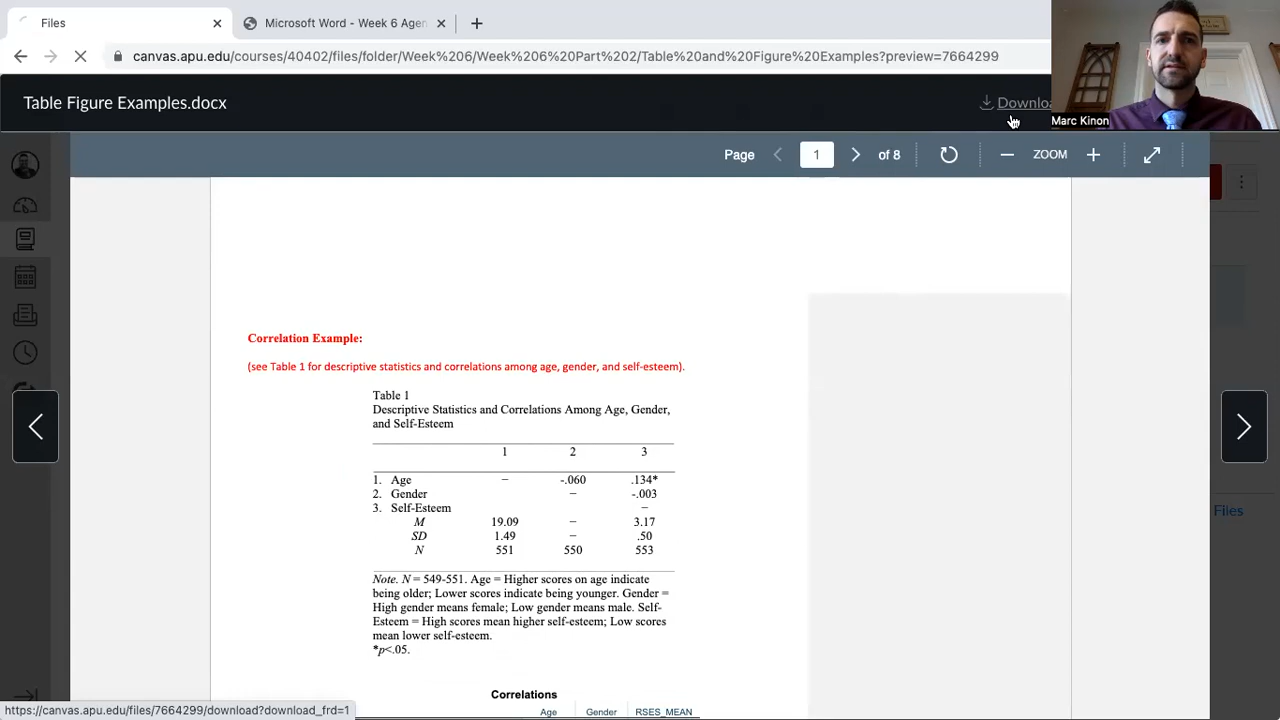 Files
Microsoft Word - Week 6 Agen
canvas.apu.edu/courses/40402/files/folder/Week%206/Week%206%20Part%202/Table%20and%20Figure%20Examples?preview=7664299
Table Figure Examples.docx
Downloa
Marc Kinon
Page 1 of 8 ZOOM
Correlation Example:
(see Table 1 for descriptive statistics and correlations among age, gender, and self-esteem).
Table 1
Descriptive Statistics and Correlations Among Age, Gender,
and Self-Esteem
1 2 3
1. Age – -.060 .134*
2. Gender – -.003
3. Self-Esteem –
M 19.09 – 3.17
SD 1.49 – .50
N 551 550 553
Note. N = 549-551. Age = Higher scores on age indicate
being older; Lower scores indicate being younger. Gender =
High gender means female; Low gender means male. Self-
Esteem = High scores mean higher self-esteem; Low scores
mean lower self-esteem.
*p<.05.
Files
Correlations
Age Gender RSES_MEAN
https://canvas.apu.edu/files/7664299/download?download_frd=1